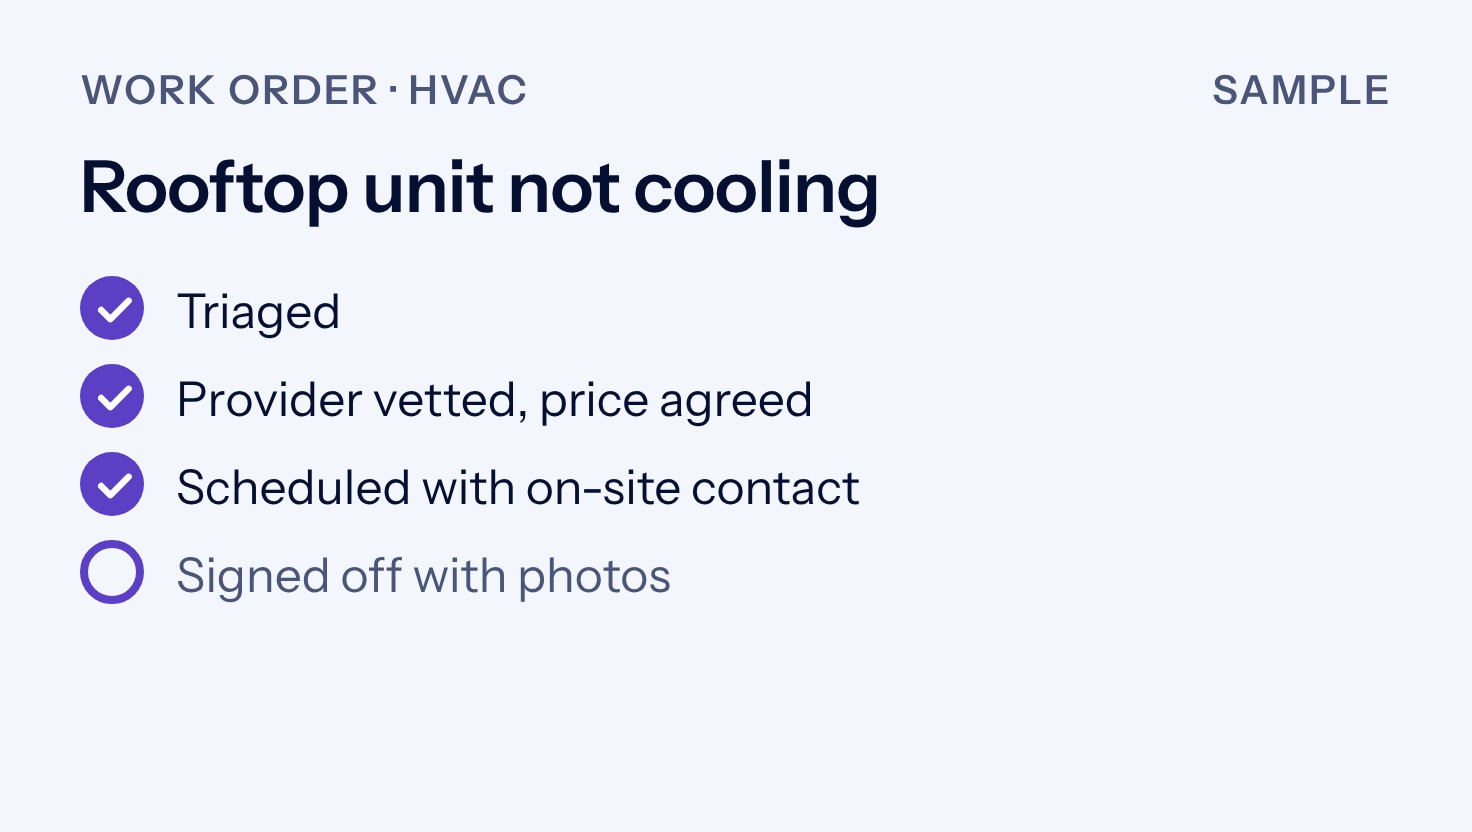 WORK ORDER · HVAC
SAMPLE
Rooftop unit not cooling
Triaged
Provider vetted, price agreed
Scheduled with on-site contact
Signed off with photos